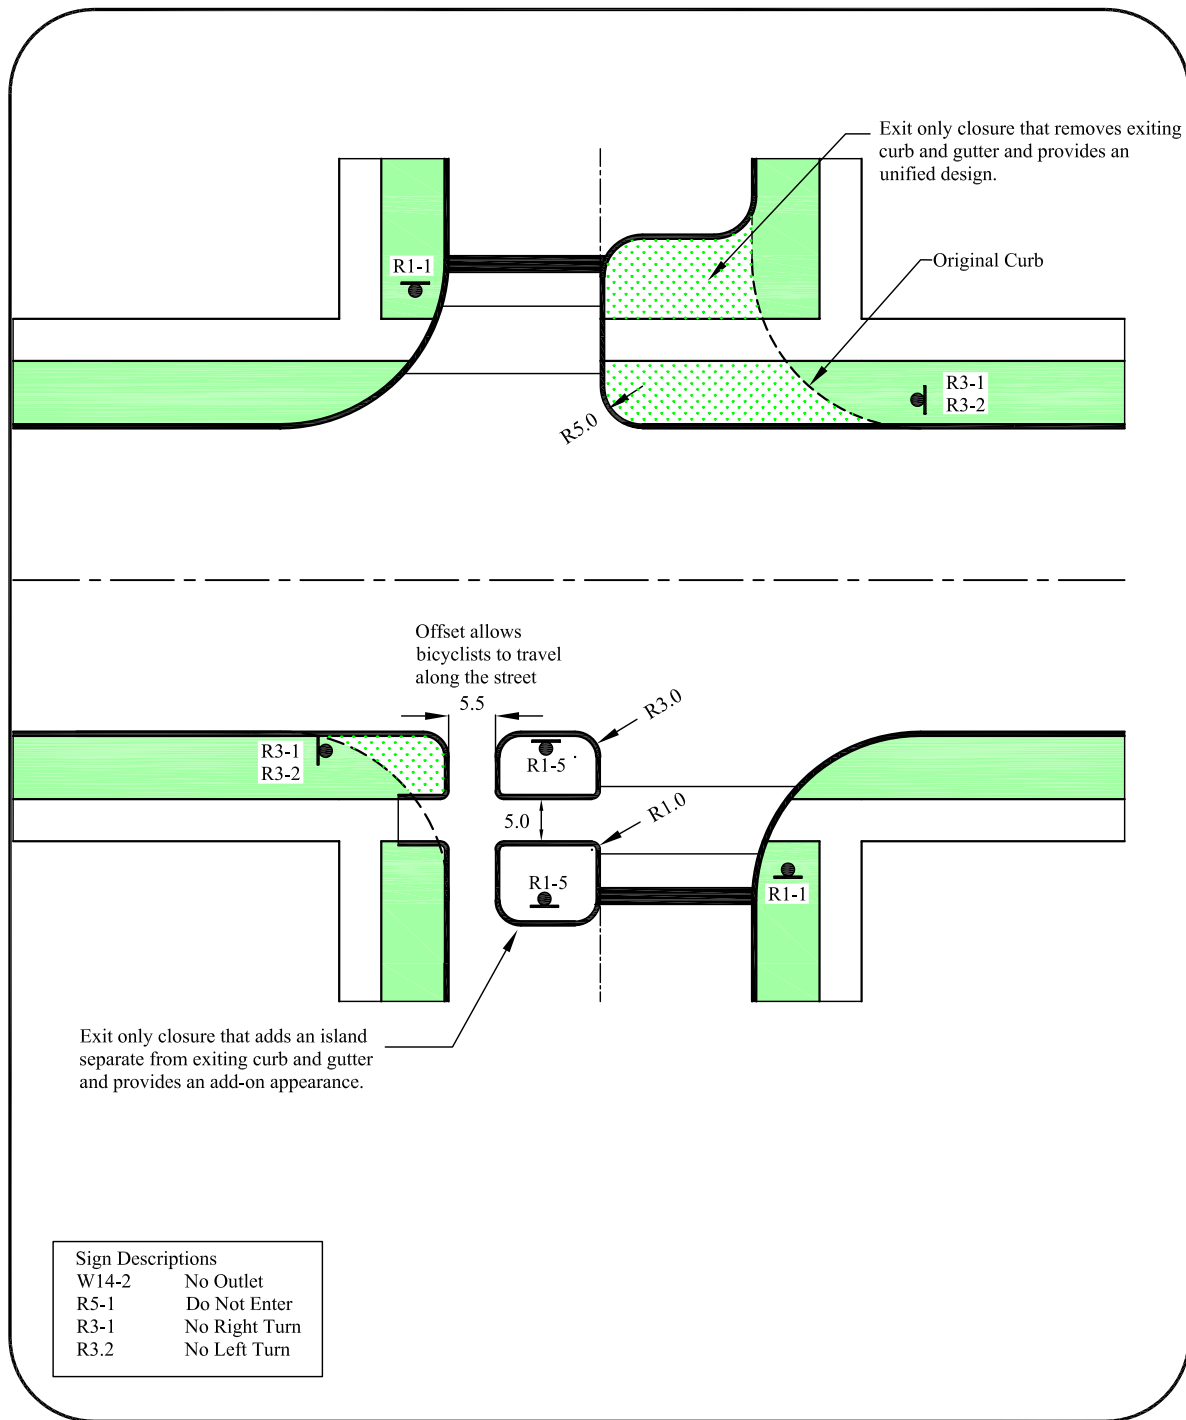 Exit only closure that removes exiting
curb and gutter and provides an
unified design.
R1-1
Original Curb
R3-1
R3-2
R5.0
Offset allows
bicyclists to travel
along the street
5.5
R3.0
R3-1
R3-2
R1-5
5.0
R1.0
R1-5
R1-1
Exit only closure that adds an island
separate from exiting curb and gutter
and provides an add-on appearance.
Sign Descriptions
W14-2 No Outlet
R5-1 Do Not Enter
R3-1 No Right Turn
R3.2 No Left Turn